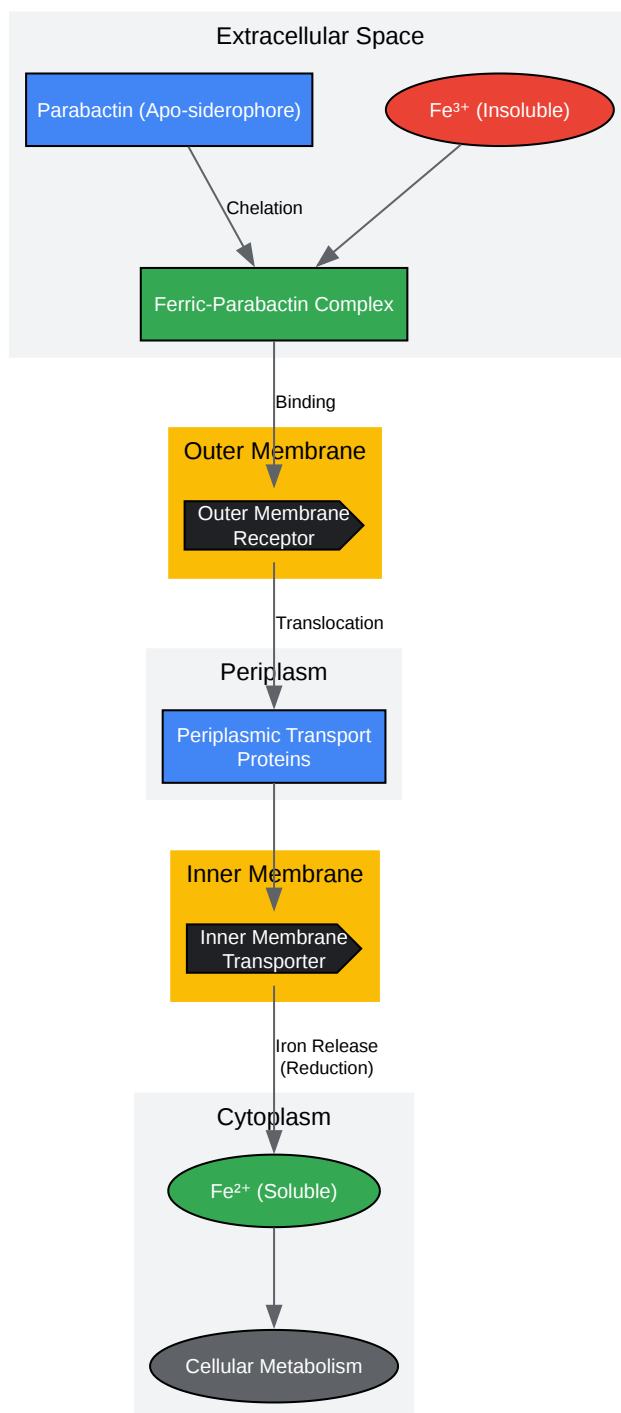 Extracellular Space
Parabactin (Apo-siderophore)
Fe³⁺ (Insoluble)
Chelation
Ferric-Parabactin Complex
Binding
Outer Membrane
Outer Membrane
Receptor
Translocation
Periplasm
Periplasmic Transport
Proteins
Inner Membrane
Inner Membrane
Transporter
Iron Release
(Reduction)
Cytoplasm
Fe²⁺ (Soluble)
Cellular Metabolism